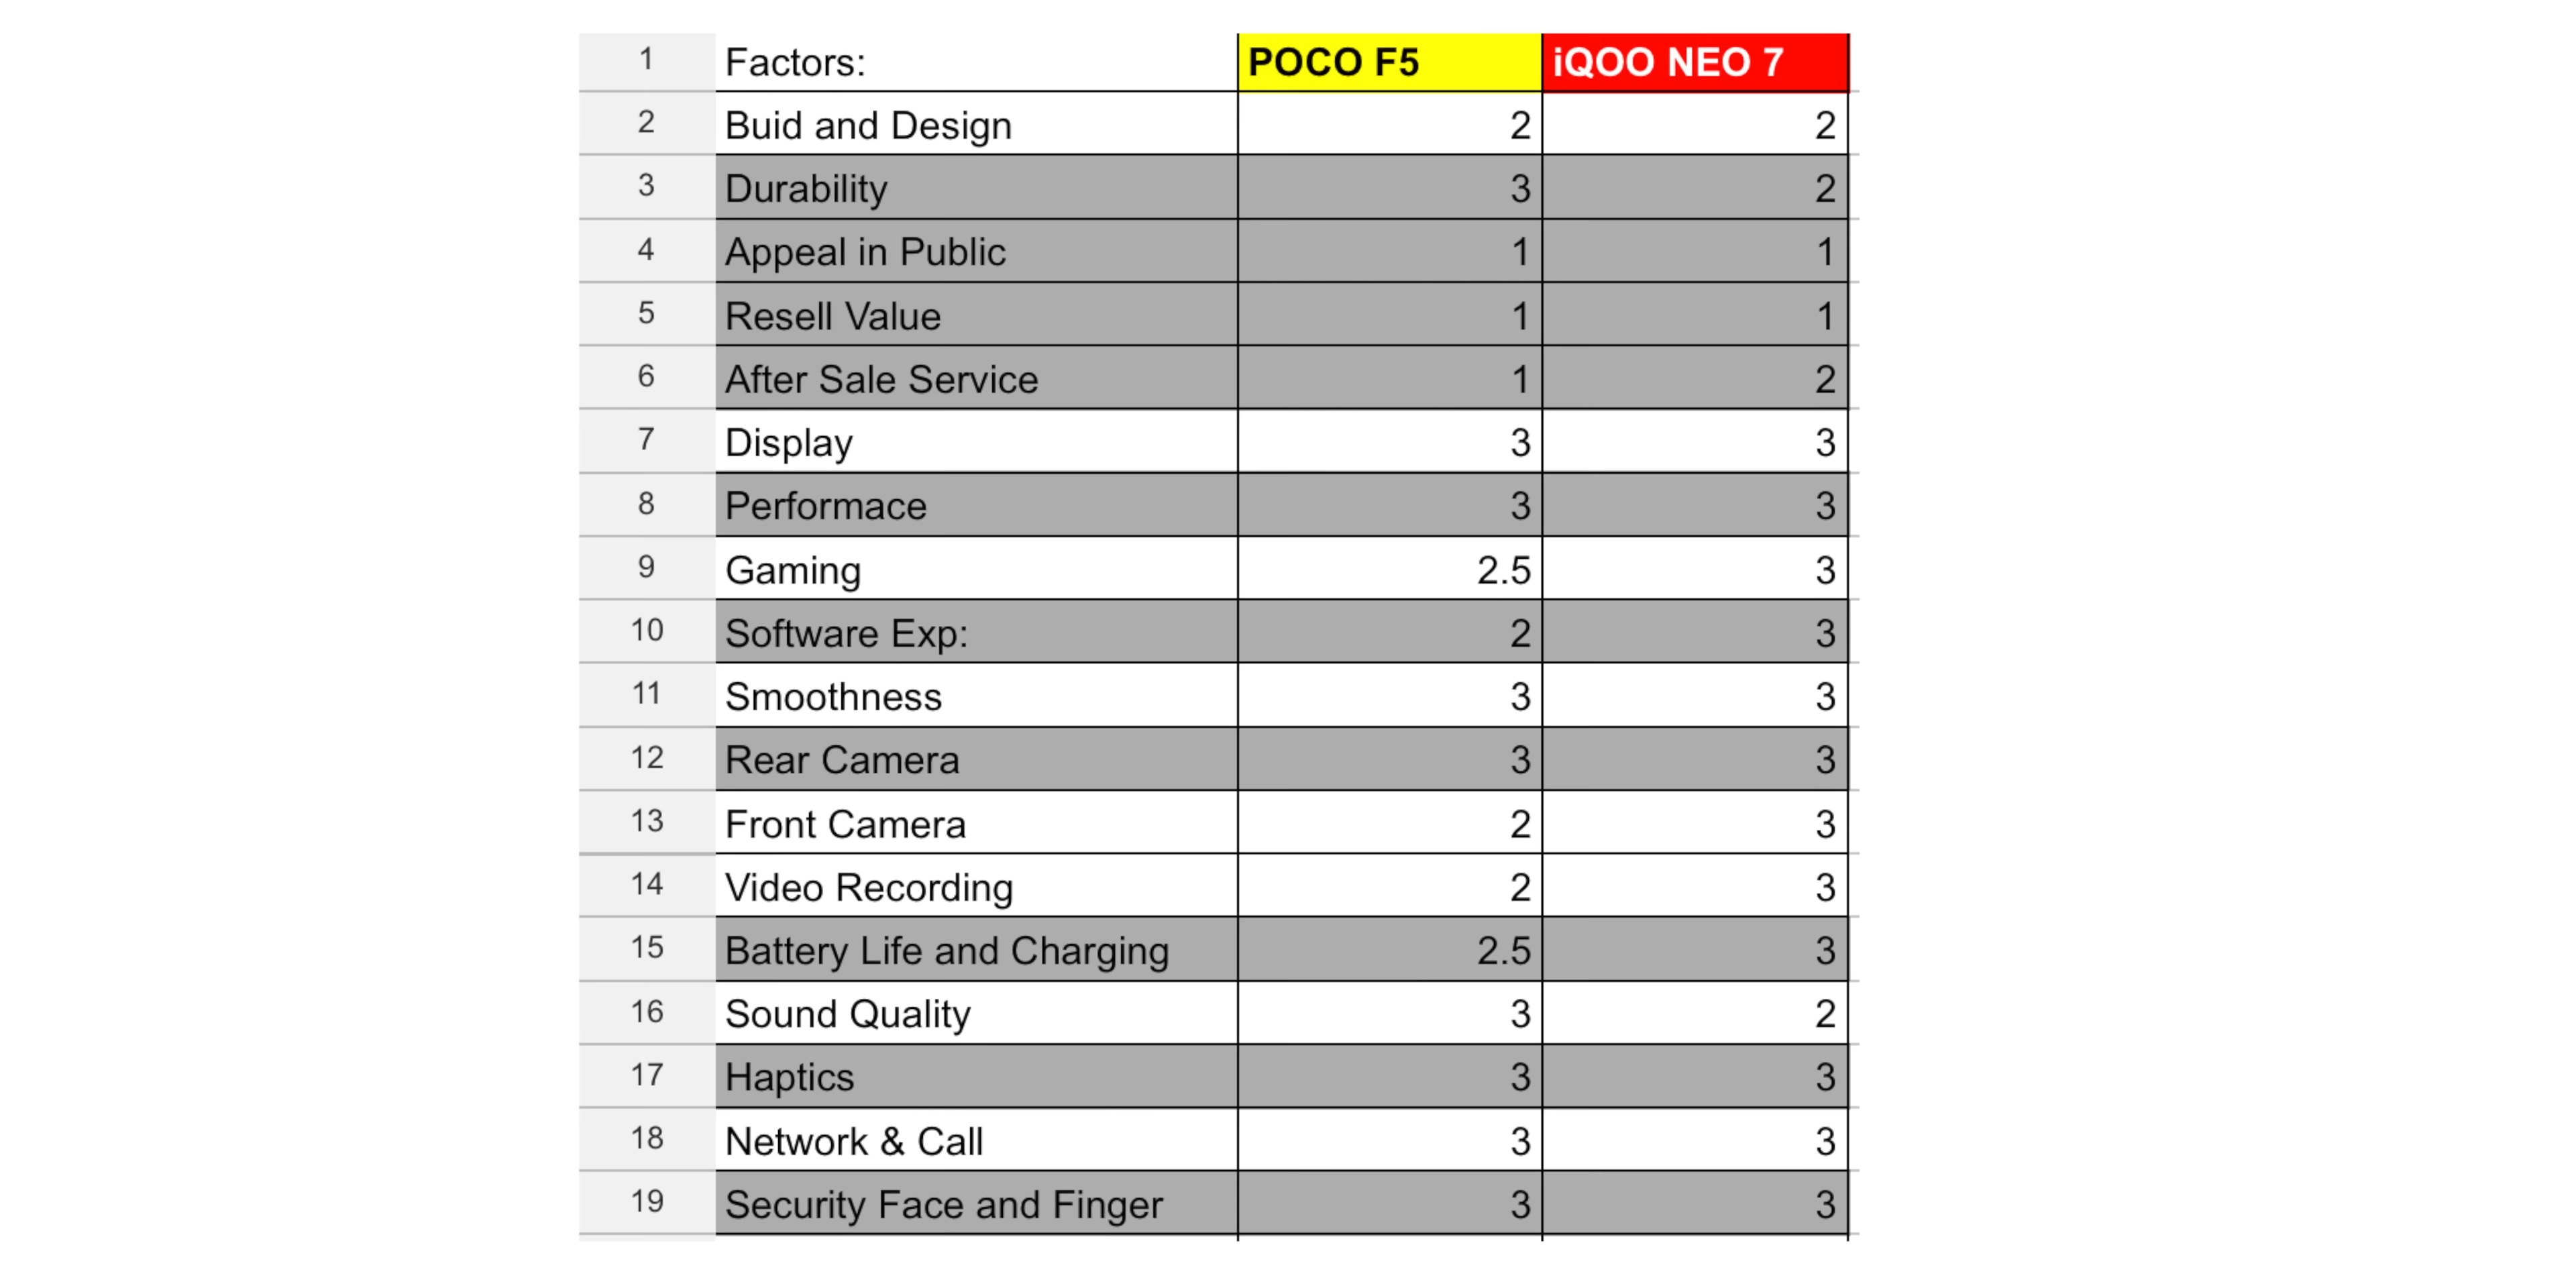 1 Factors: POCO F5 iQOO NEO 7
2 Buid and Design 2 2
3 Durability 3 2
4 Appeal in Public 1 1
5 Resell Value 1 1
6 After Sale Service 1 2
7 Display 3 3
8 Performace 3 3
9 Gaming 2.5 3
10 Software Exp: 2 3
11 Smoothness 3 3
12 Rear Camera 3 3
13 Front Camera 2 3
14 Video Recording 2 3
15 Battery Life and Charging 2.5 3
16 Sound Quality 3 2
17 Haptics 3 3
18 Network & Call 3 3
19 Security Face and Finger 3 3